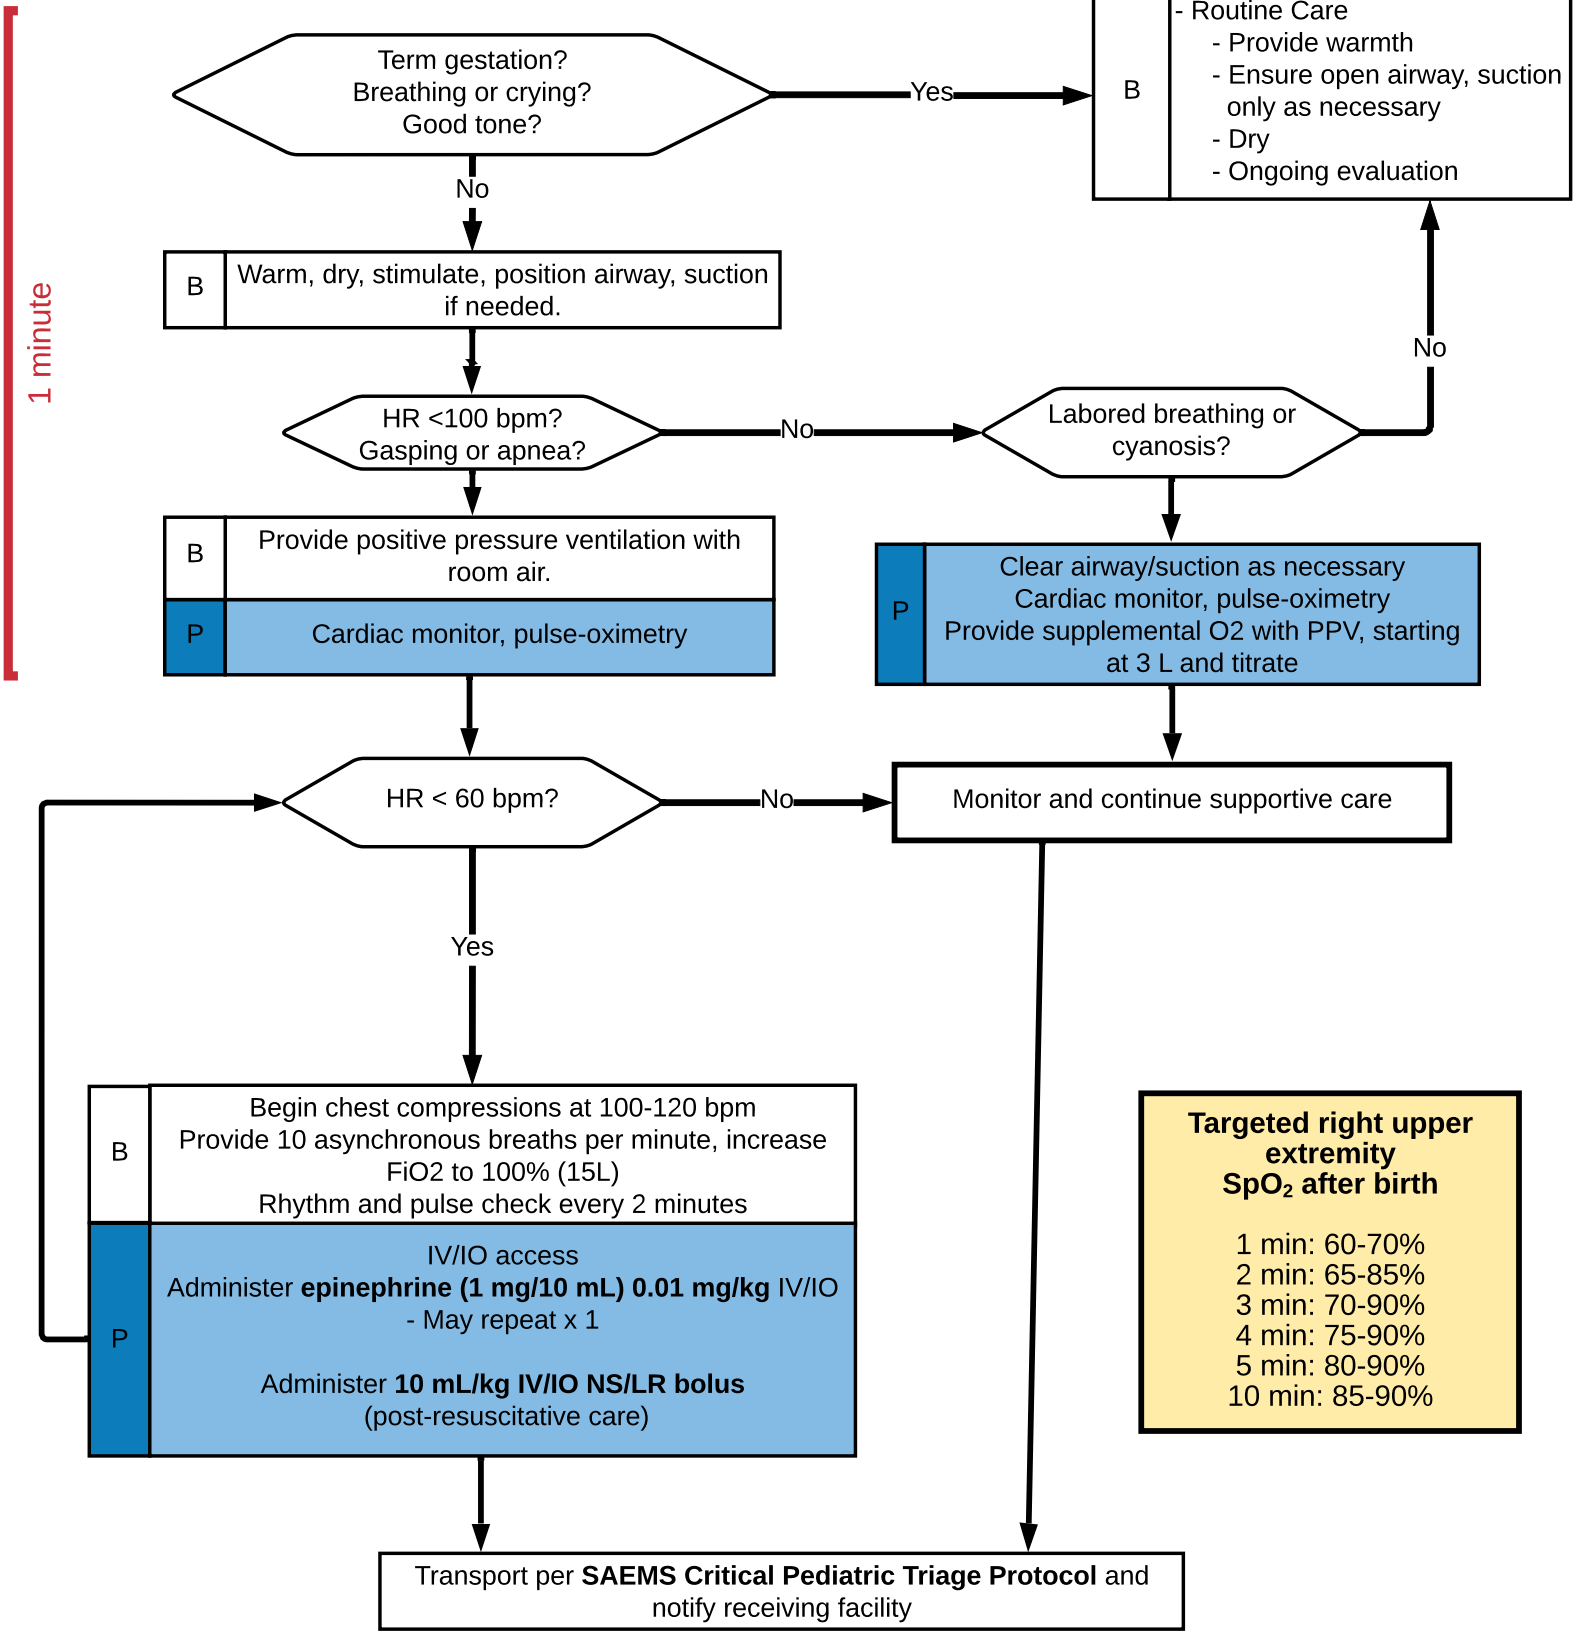 - Routine Care
- Provide warmth
- Ensure open airway, suction
only as necessary
- Dry
- Ongoing evaluation
B
Term gestation?
Breathing or crying?
Good tone?
Yes
No
B
Warm, dry, stimulate, position airway, suction
if needed.
1 minute
HR <100 bpm?
Gasping or apnea?
No
Labored breathing or
cyanosis?
No
B
Provide positive pressure ventilation with
room air.
P
Cardiac monitor, pulse-oximetry
P
Clear airway/suction as necessary
Cardiac monitor, pulse-oximetry
Provide supplemental O2 with PPV, starting
at 3 L and titrate
HR < 60 bpm?
No
Monitor and continue supportive care
Yes
B
Begin chest compressions at 100-120 bpm
Provide 10 asynchronous breaths per minute, increase
FiO2 to 100% (15L)
Rhythm and pulse check every 2 minutes
P
IV/IO access
Administer epinephrine (1 mg/10 mL) 0.01 mg/kg IV/IO
- May repeat x 1
Administer 10 mL/kg IV/IO NS/LR bolus
(post-resuscitative care)
Targeted right upper
extremity
SpO₂ after birth
1 min: 60-70%
2 min: 65-85%
3 min: 70-90%
4 min: 75-90%
5 min: 80-90%
10 min: 85-90%
Transport per SAEMS Critical Pediatric Triage Protocol and
notify receiving facility